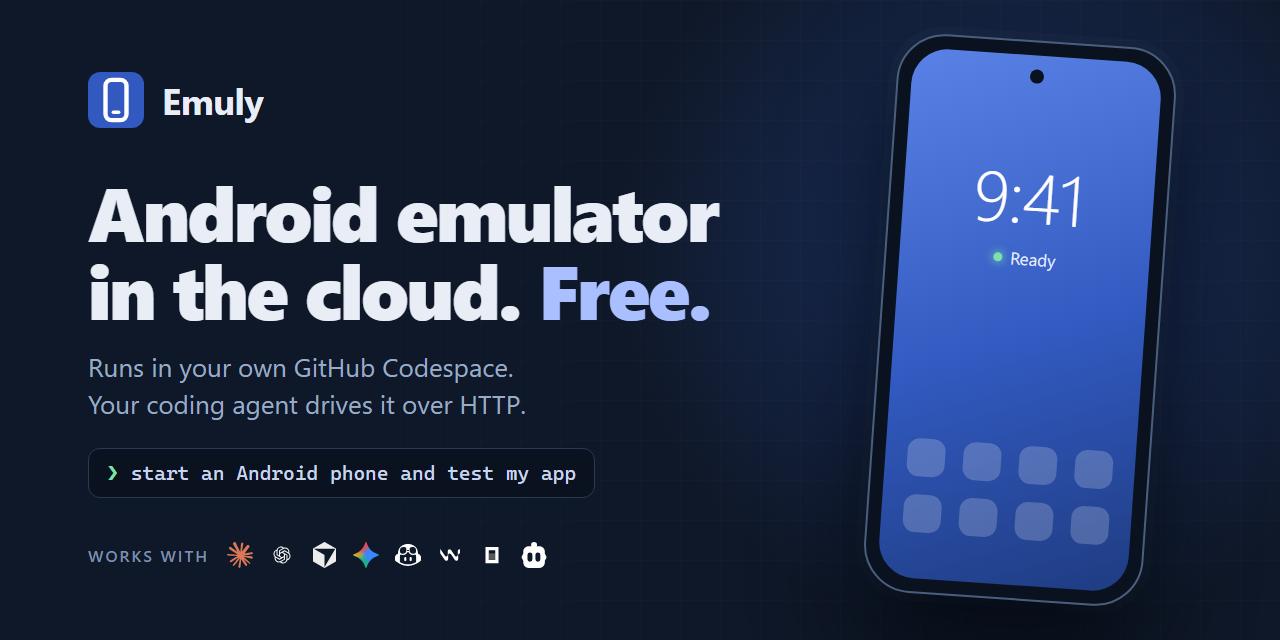 Emuly
Android emulator
in the cloud. Free.
Runs in your own GitHub Codespace.
Your coding agent drives it over HTTP.
❯ start an Android phone and test my app
WORKS WITH
9:41
Ready